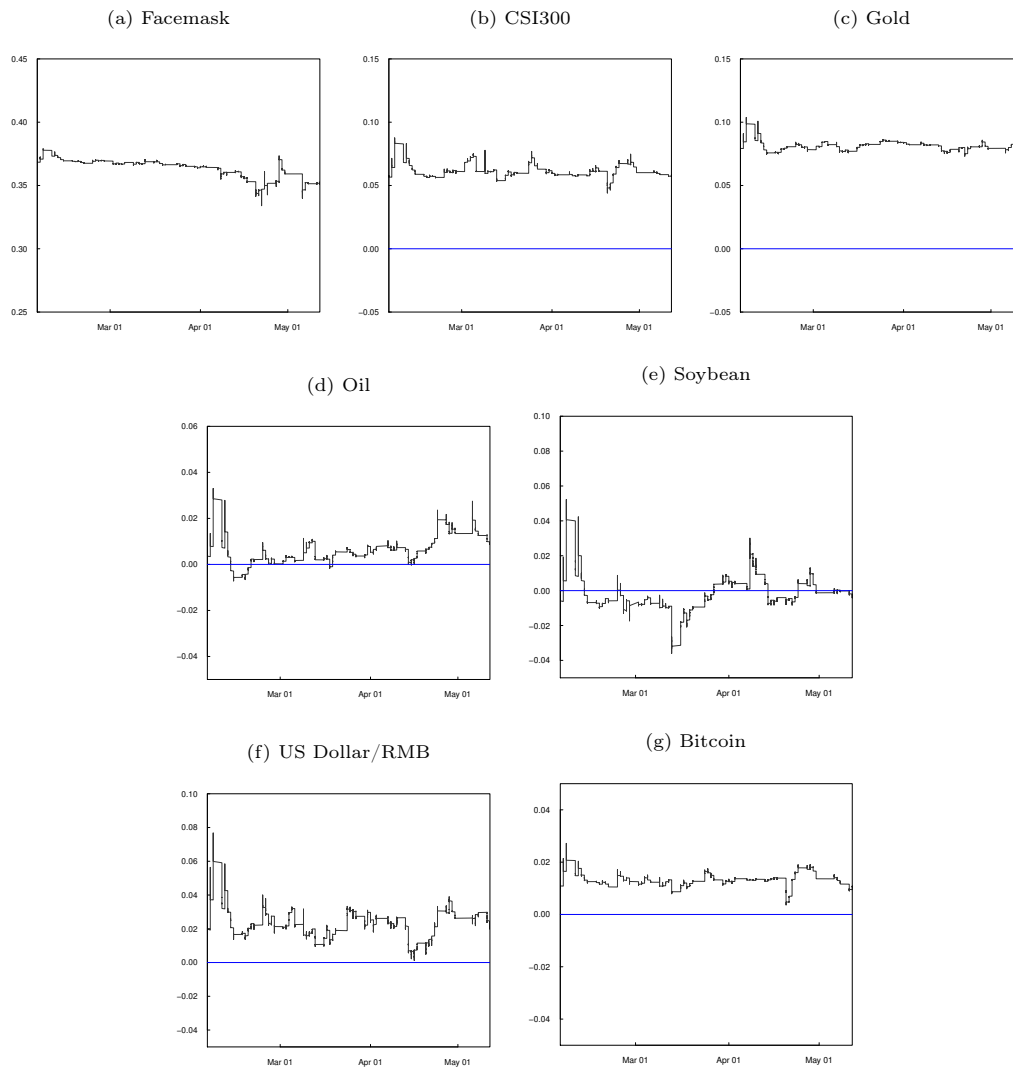 (a) Facemask
(b) CSI300
(c) Gold
0.45
0.40
0.35
0.30
0.25
Mar 01
Apr 01
May 01
0.15
0.10
0.05
0.00
−0.05
Mar 01
Apr 01
May 01
0.15
0.10
0.05
0.00
−0.05
Mar 01
Apr 01
May 01
(d) Oil
(e) Soybean
0.06
0.04
0.02
0.00
−0.02
−0.04
Mar 01
Apr 01
May 01
0.10
0.08
0.06
0.04
0.02
0.00
−0.02
−0.04
Mar 01
Apr 01
May 01
(f) US Dollar/RMB
(g) Bitcoin
0.10
0.08
0.06
0.04
0.02
0.00
−0.02
−0.04
Mar 01
Apr 01
May 01
0.04
0.02
0.00
−0.02
−0.04
Mar 01
Apr 01
May 01